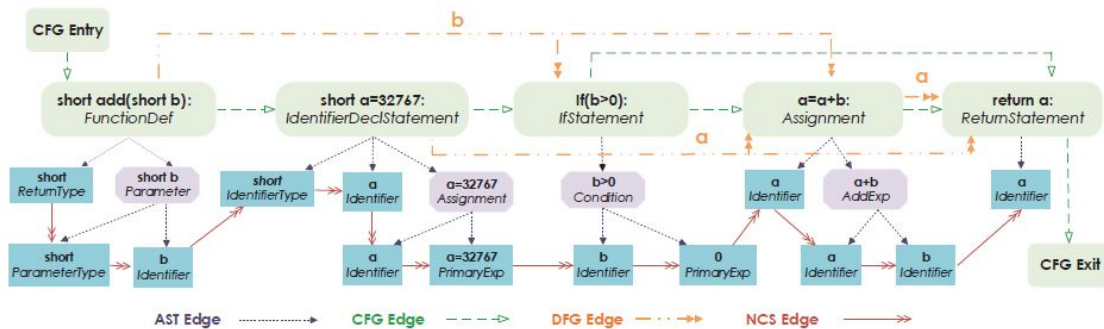 CFG Entry
b
short add(short b):
FunctionDef
short a=32767:
IdentifierDeclStatement
If(b>0):
IfStatement
a=a+b:
Assignment
a
return a:
ReturnStatement
a
short
ReturnType
short b
Parameter
short
IdentifierType
a
Identifier
a=32767
Assignment
b>0
Condition
a
Identifier
a+b
AddExp
a
Identifier
short
ParameterType
b
Identifier
a
Identifier
a=32767
PrimaryExp
b
Identifier
0
PrimaryExp
a
Identifier
b
Identifier
CFG Exit
AST Edge
CFG Edge
DFG Edge
NCS Edge